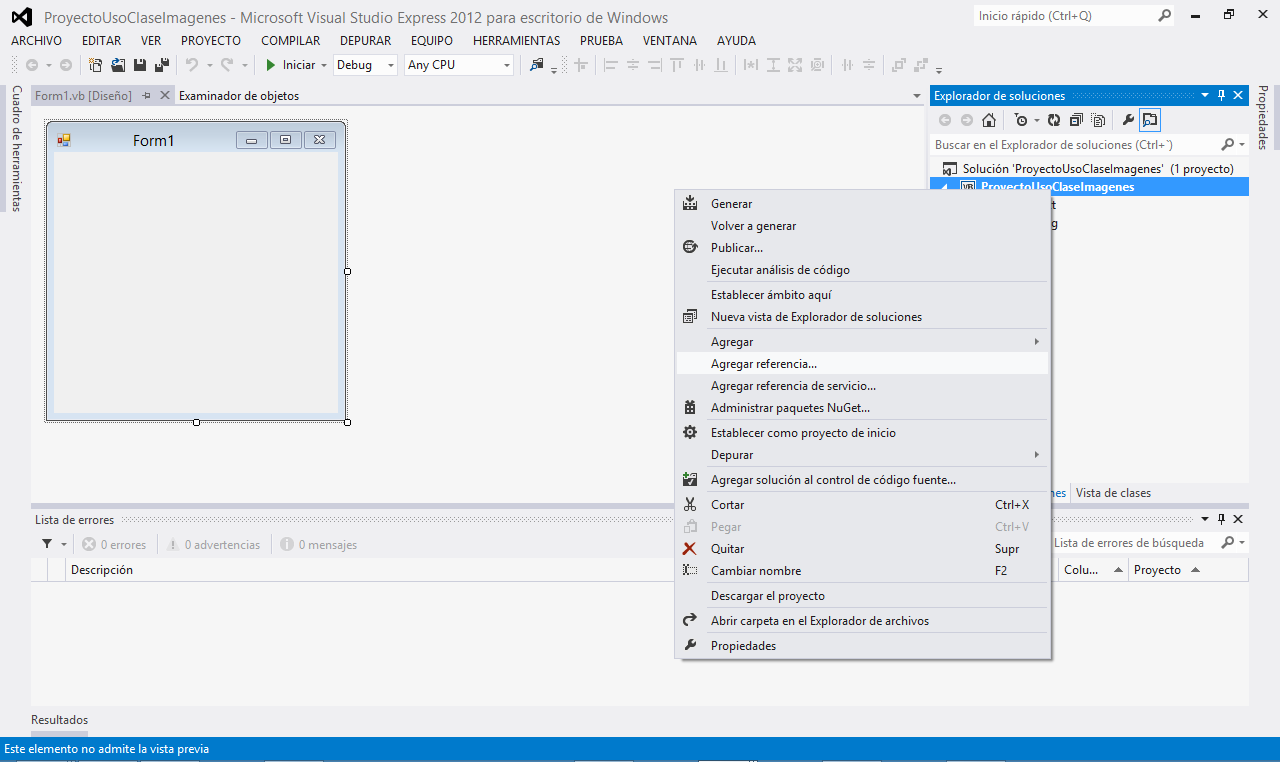 ProyectoUsoClaseImagenes - Microsoft Visual Studio Express 2012 para escritorio de Windows
Inicio rápido (Ctrl+Q)
ARCHIVO EDITAR VER PROYECTO COMPILAR DEPURAR EQUIPO HERRAMIENTAS PRUEBA VENTANA AYUDA
Iniciar Debug Any CPU
Cuadro de herramientas
Form1.vb [Diseño] Examinador de objetos
Form1
Explorador de soluciones
Buscar en el Explorador de soluciones (Ctrl+`)
Solución 'ProyectoUsoClaseImagenes' (1 proyecto)
VB ProyectoUsoClaseImagenes
t
g
nes Vista de clases
Propiedades
Generar
Volver a generar
Publicar...
Ejecutar análisis de código
Establecer ámbito aquí
Nueva vista de Explorador de soluciones
Agregar
Agregar referencia...
Agregar referencia de servicio...
Administrar paquetes NuGet...
Establecer como proyecto de inicio
Depurar
Agregar solución al control de código fuente...
Cortar Ctrl+X
Pegar Ctrl+V
Quitar Supr
Cambiar nombre F2
Descargar el proyecto
Abrir carpeta en el Explorador de archivos
Propiedades
Lista de errores
0 errores 0 advertencias 0 mensajes
Lista de errores de búsqueda
Descripción
Colu... Proyecto
Resultados
Este elemento no admite la vista previa